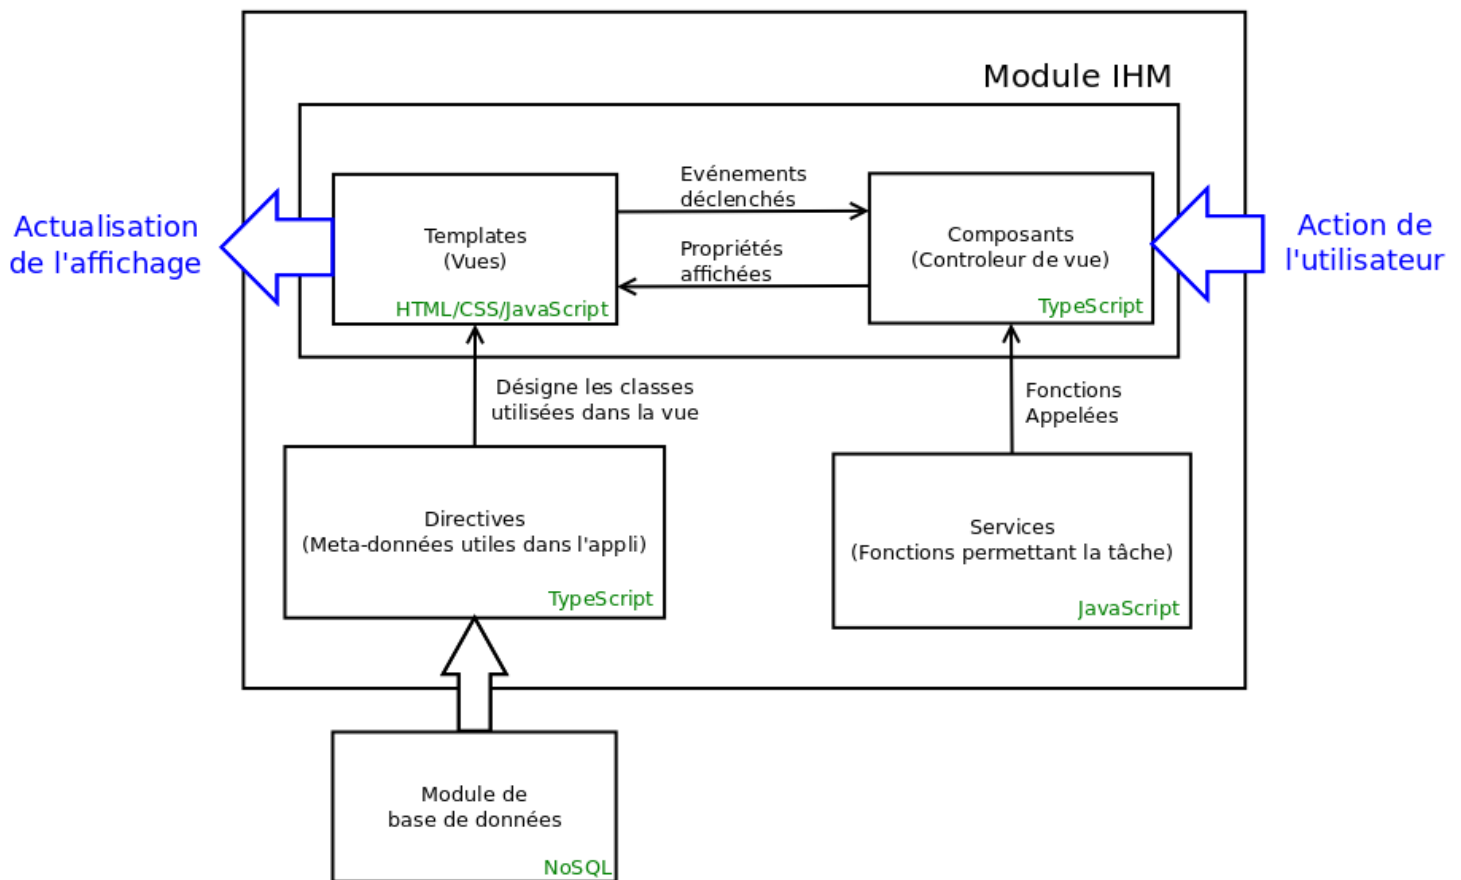 Module IHM
Evénements
déclenchés
Actualisation
de l'affichage
Templates
(Vues)
HTML/CSS/JavaScript
Propriétés
affichées
Composants
(Controleur de vue)
TypeScript
Action de
l'utilisateur
Désigne les classes
utilisées dans la vue
Fonctions
Appelées
Directives
(Meta-données utiles dans l'appli)
TypeScript
Services
(Fonctions permettant la tâche)
JavaScript
Module de
base de données
NoSQL